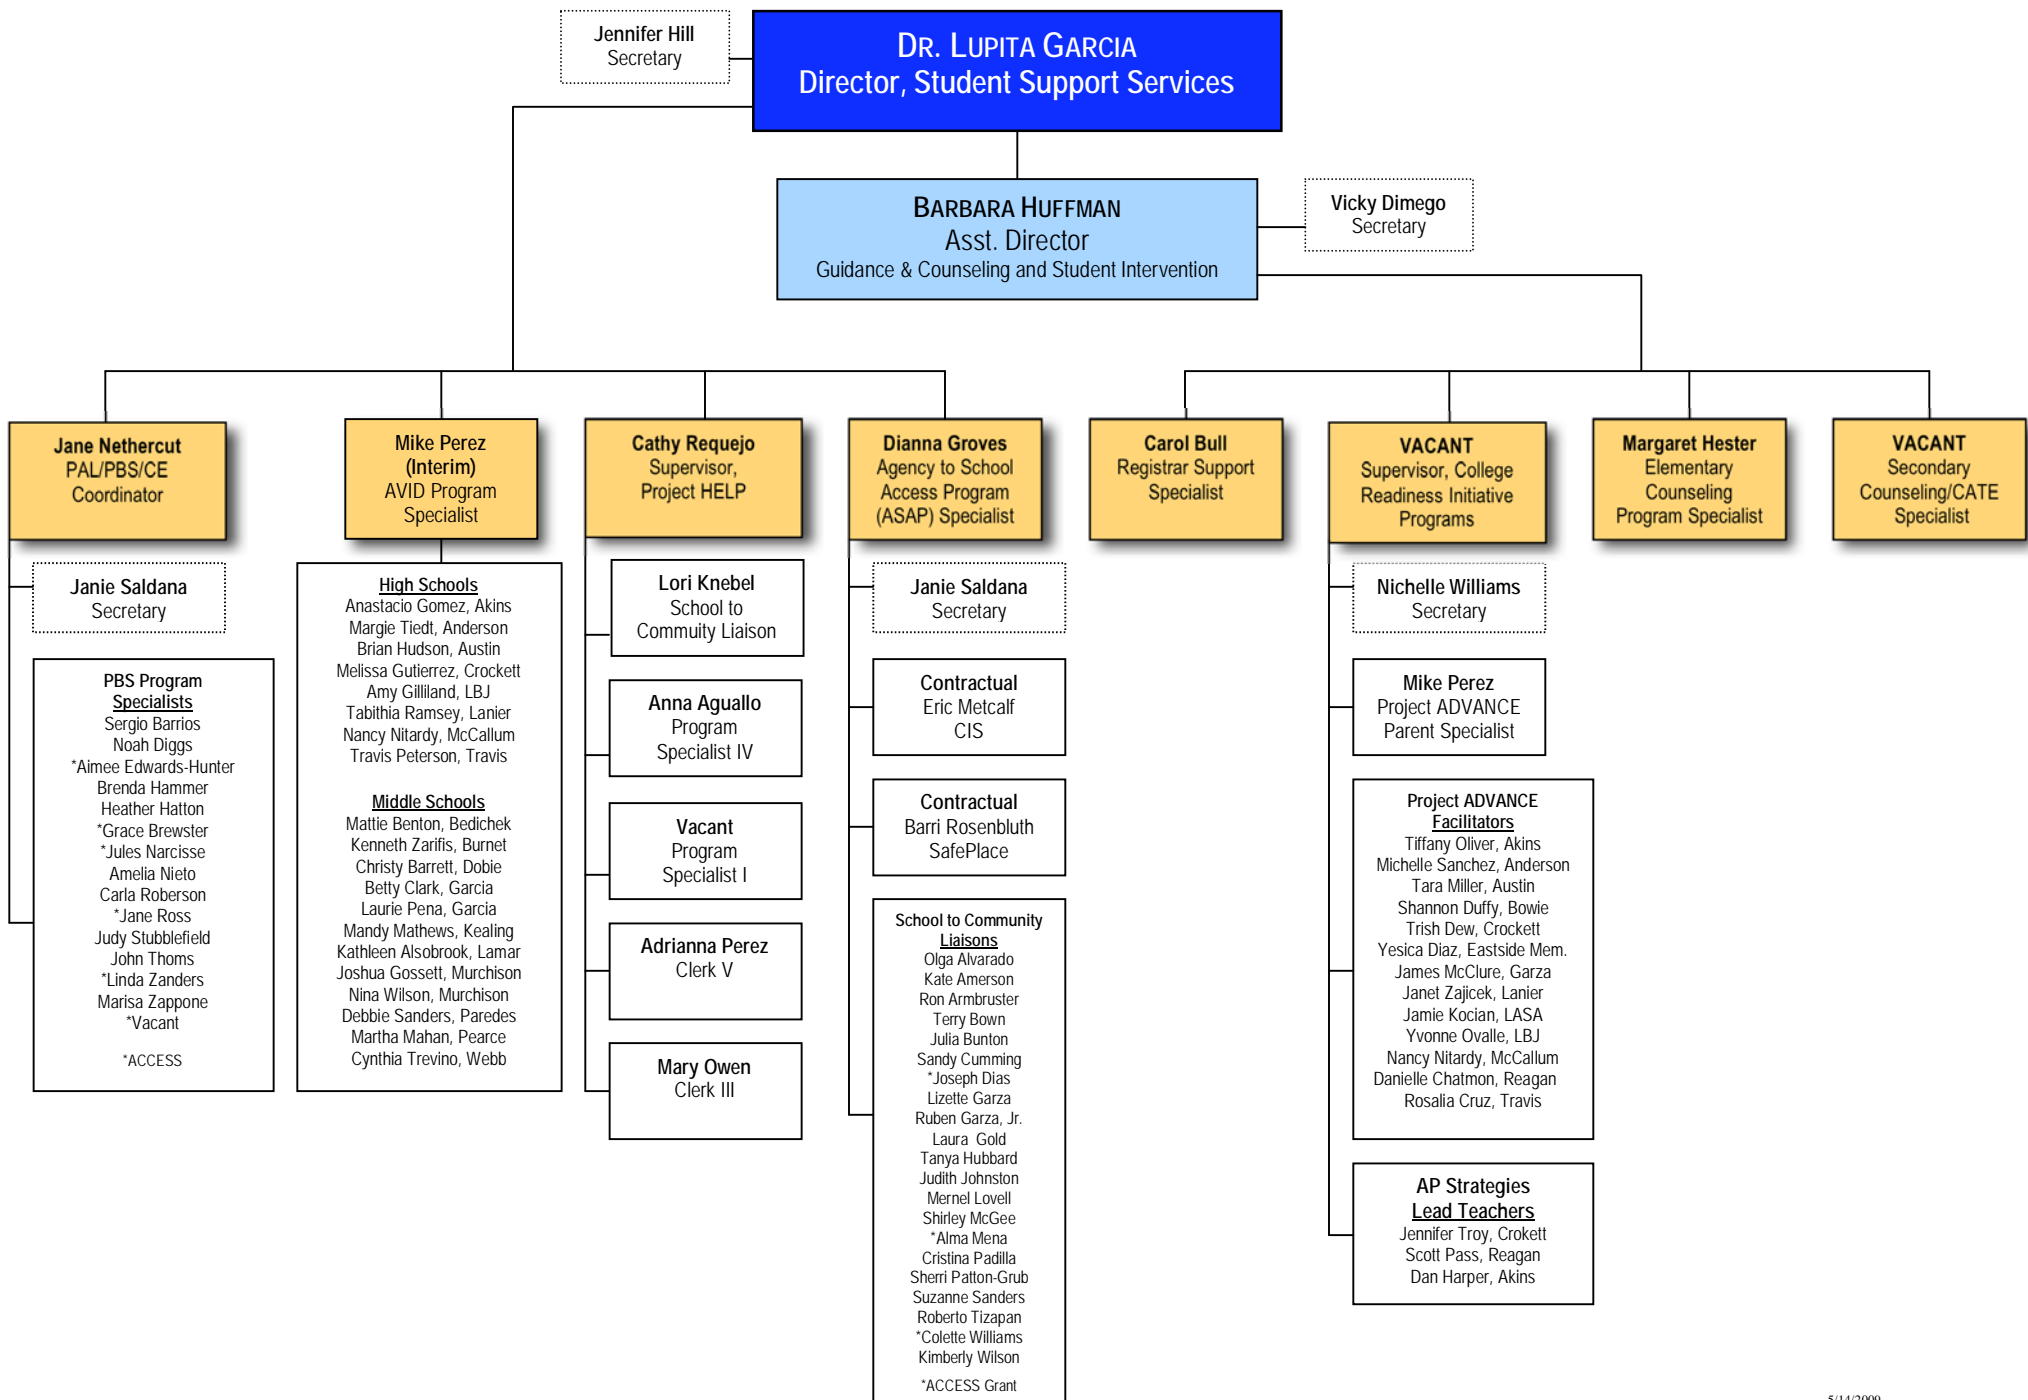 Jennifer Hill
Secretary
DR. LUPITA GARCIA
Director, Student Support Services
BARBARA HUFFMAN
Asst. Director
Guidance & Counseling and Student Intervention
Vicky Dimego
Secretary
Jane Nethercut
PAL/PBS/CE
Coordinator
Mike Perez
(Interim)
AVID Program
Specialist
Cathy Requejo
Supervisor,
Project HELP
Dianna Groves
Agency to School
Access Program
(ASAP) Specialist
Carol Bull
Registrar Support
Specialist
VACANT
Supervisor, College
Readiness Initiative
Programs
Margaret Hester
Elementary
Counseling
Program Specialist
VACANT
Secondary
Counseling/CATE
Specialist
Janie Saldana
Secretary
PBS Program
Specialists
Sergio Barrios
Noah Diggs
*Aimee Edwards-Hunter
Brenda Hammer
Heather Hatton
*Grace Brewster
*Jules Narcisse
Amelia Nieto
Carla Roberson
*Jane Ross
Judy Stubblefield
John Thoms
*Linda Zanders
Marisa Zappone
*Vacant
*ACCESS
High Schools
Anastacio Gomez, Akins
Margie Tiedt, Anderson
Brian Hudson, Austin
Melissa Gutierrez, Crockett
Amy Gilliland, LBJ
Tabithia Ramsey, Lanier
Nancy Nitardy, McCallum
Travis Peterson, Travis
Middle Schools
Mattie Benton, Bedichek
Kenneth Zarifis, Burnet
Christy Barrett, Dobie
Betty Clark, Garcia
Laurie Pena, Garcia
Mandy Mathews, Kealing
Kathleen Alsobrook, Lamar
Joshua Gossett, Murchison
Nina Wilson, Murchison
Debbie Sanders, Paredes
Martha Mahan, Pearce
Cynthia Trevino, Webb
Lori Knebel
School to
Commuity Liaison
Anna Aguallo
Program
Specialist IV
Vacant
Program
Specialist I
Adrianna Perez
Clerk V
Mary Owen
Clerk III
Janie Saldana
Secretary
Contractual
Eric Metcalf
CIS
Contractual
Barri Rosenbluth
SafePlace
School to Community
Liaisons
Olga Alvarado
Kate Amerson
Ron Armbruster
Terry Bown
Julia Bunton
Sandy Cumming
*Joseph Dias
Lizette Garza
Ruben Garza, Jr.
Laura Gold
Tanya Hubbard
Judith Johnston
Mernel Lovell
Shirley McGee
*Alma Mena
Cristina Padilla
Sherri Patton-Grub
Suzanne Sanders
Roberto Tizapan
*Colette Williams
Kimberly Wilson
*ACCESS Grant
Nichelle Williams
Secretary
Mike Perez
Project ADVANCE
Parent Specialist
Project ADVANCE
Facilitators
Tiffany Oliver, Akins
Michelle Sanchez, Anderson
Tara Miller, Austin
Shannon Duffy, Bowie
Trish Dew, Crockett
Yesica Diaz, Eastside Mem.
James McClure, Garza
Janet Zajicek, Lanier
Jamie Kocian, LASA
Yvonne Ovalle, LBJ
Nancy Nitardy, McCallum
Danielle Chatmon, Reagan
Rosalia Cruz, Travis
AP Strategies
Lead Teachers
Jennifer Troy, Crokett
Scott Pass, Reagan
Dan Harper, Akins
5/14/2009